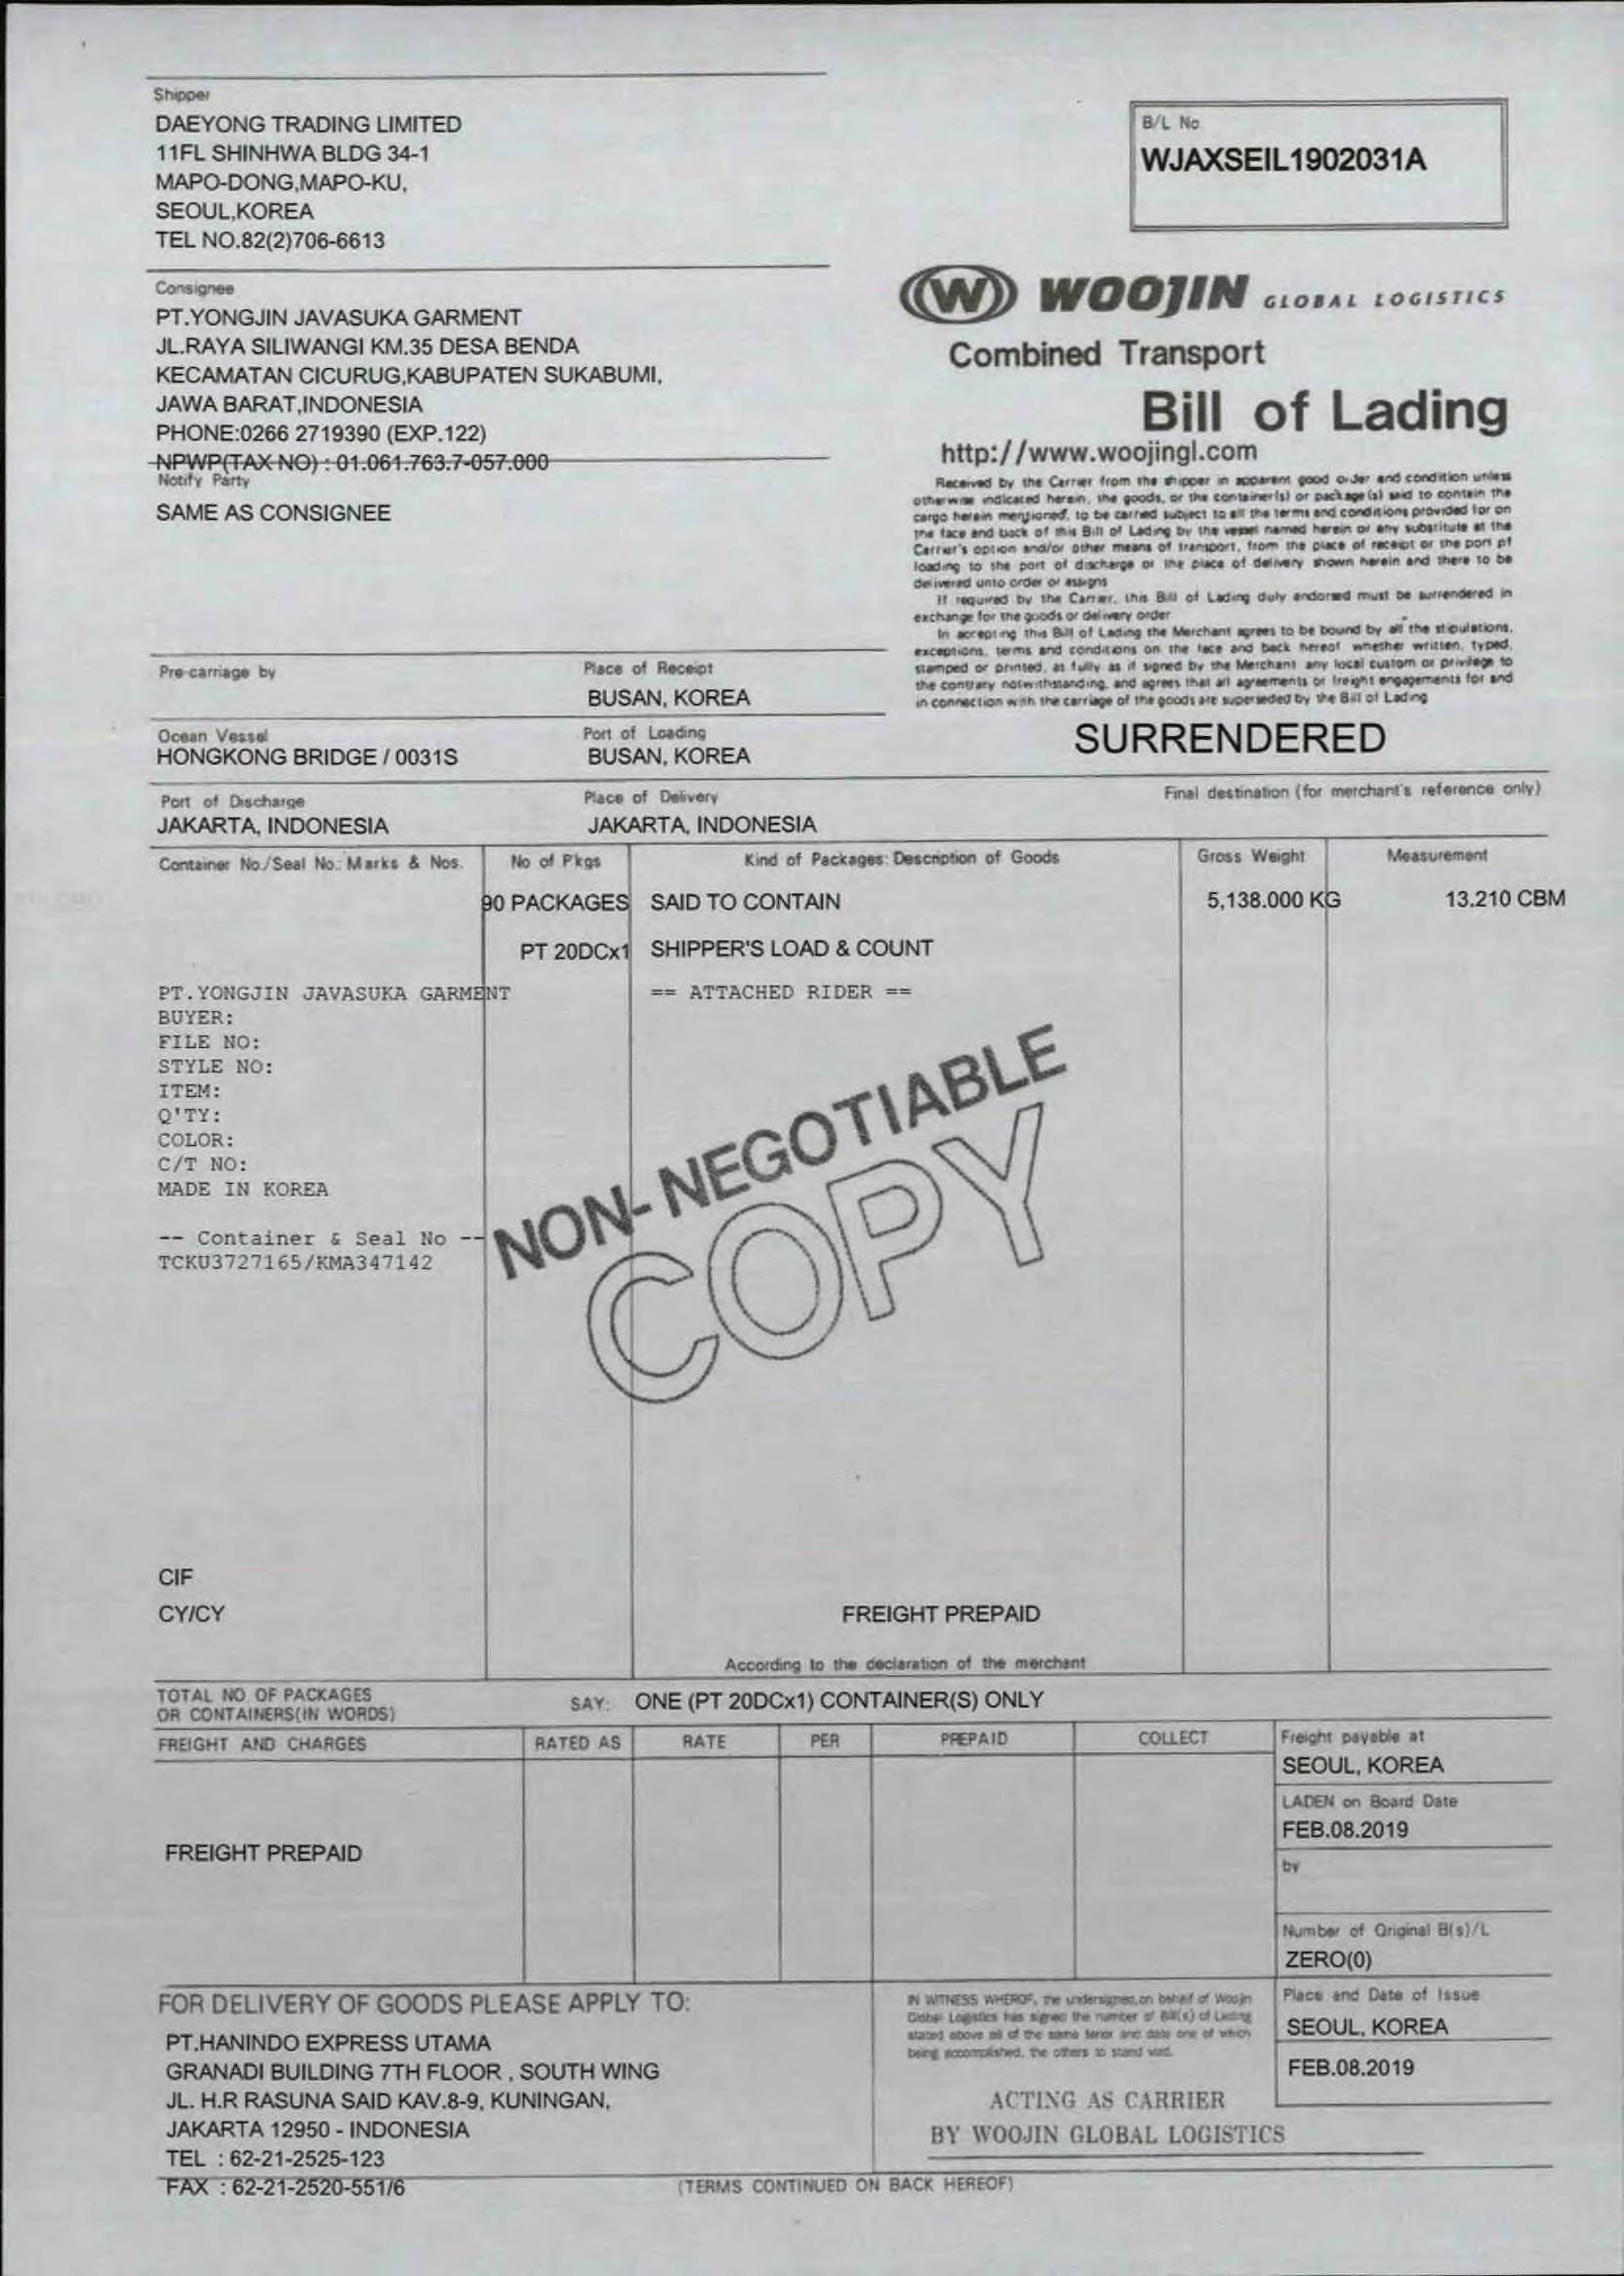 Shipper
DAEYONG TRADING LIMITED
11FL SHINHWA BLDG 34-1
MAPO-DONG,MAPO-KU,
SEOUL,KOREA
TEL NO.82(2)706-6613
B/L No
WJAXSEIL1902031A
Consignee
PT.YONGJIN JAVASUKA GARMENT
JL.RAYA SILIWANGI KM.35 DESA BENDA
KECAMATAN CICURUG,KABUPATEN SUKABUMI,
JAWA BARAT,INDONESIA
PHONE:0266 2719390 (EXP.122)
NPWP(TAX NO) : 01.061.763.7-057.000
W WOOJIN GLOBAL LOGISTICS
Combined Transport
Bill of Lading
http://www.woojingl.com
Received by the Carrier from the shipper in apparent good order and condition unless
otherwise indicated herein, the goods, or the container(s) or package(s) said to contain the
cargo herein mentioned, to be carried subject to all the terms and conditions provided for on
the face and back of this Bill of Lading by the vessel named herein or any substitute at the
Carrier's option and/or other means of transport, from the place of receipt or the port of
loading to the port of discharge or the place of delivery shown herein and there to be
delivered unto order or assigns
If required by the Carrier, this Bill of Lading duly endorsed must be surrendered in
exchange for the goods or delivery order
In accepting this Bill of Lading the Merchant agrees to be bound by all the stipulations,
exceptions, terms and conditions on the face and back hereof whether written, typed,
stamped or printed, as fully as if signed by the Merchant any local custom or privilege to
the contrary notwithstanding, and agrees that all agreements or freight engagements for and
in connection with the carriage of the goods are superseded by the Bill of Lading
Notify Party
SAME AS CONSIGNEE
Pre-carriage by
Place of Receipt
BUSAN, KOREA
Ocean Vessel
HONGKONG BRIDGE / 0031S
Port of Loading
BUSAN, KOREA
SURRENDERED
Port of Discharge
JAKARTA, INDONESIA
Place of Delivery
JAKARTA, INDONESIA
Final destination (for merchant's reference only)
Container No./Seal No.: Marks & Nos. No of Pkgs Kind of Packages: Description of Goods Gross Weight Measurement
90 PACKAGES SAID TO CONTAIN 5,138.000 KG 13.210 CBM
PT 20DCx1 SHIPPER'S LOAD & COUNT
PT.YONGJIN JAVASUKA GARMENT == ATTACHED RIDER ==
BUYER:
FILE NO:
STYLE NO:
ITEM:
Q'TY:
COLOR:
C/T NO:
MADE IN KOREA
-- Container & Seal No --
TCKU3727165/KMA347142
NON-NEGOTIABLE
COPY
CIF
CY/CY FREIGHT PREPAID
According to the declaration of the merchant
TOTAL NO. OF PACKAGES
OR CONTAINERS(IN WORDS)
SAY: ONE (PT 20DCx1) CONTAINER(S) ONLY
FREIGHT AND CHARGES RATED AS RATE PER PREPAID COLLECT
FREIGHT PREPAID
Freight payable at
SEOUL, KOREA
LADEN on Board Date
FEB.08.2019
by
Number of Original B(s)/L
ZERO(0)
FOR DELIVERY OF GOODS PLEASE APPLY TO:
PT.HANINDO EXPRESS UTAMA
GRANADI BUILDING 7TH FLOOR , SOUTH WING
JL. H.R RASUNA SAID KAV.8-9, KUNINGAN,
JAKARTA 12950 - INDONESIA
TEL : 62-21-2525-123
FAX : 62-21-2520-551/6
IN WITNESS WHEREOF, the undersigned, on behalf of Woojin
Global Logistics has signed the number of Bill(s) of Lading
stated above all of the same tenor and date one of which
being accomplished, the others to stand void.
Place and Date of Issue
SEOUL, KOREA
FEB.08.2019
ACTING AS CARRIER
BY WOOJIN GLOBAL LOGISTICS
(TERMS CONTINUED ON BACK HEREOF)